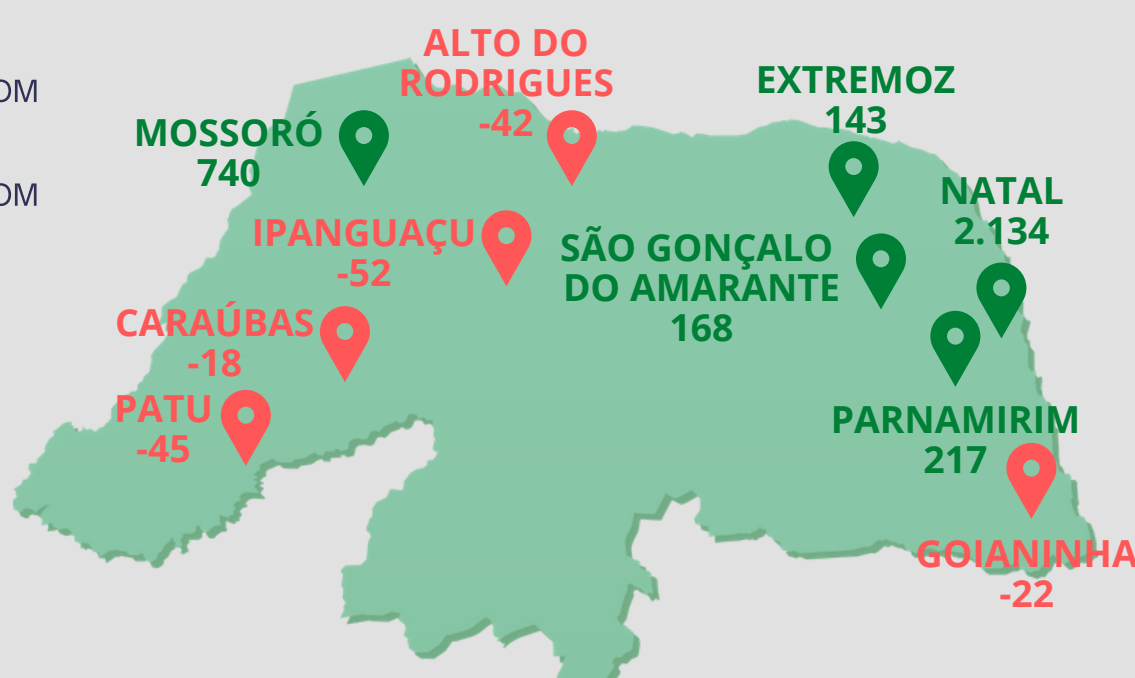 OM
OM
ALTO DO
RODRIGUES
-42
EXTREMOZ
143
MOSSORÓ
740
NATAL
2.134
IPANGUAÇU
-52
SÃO GONÇALO
DO AMARANTE
168
CARAÚBAS
-18
PATU
-45
PARNAMIRIM
217
GOIANINHA
-22